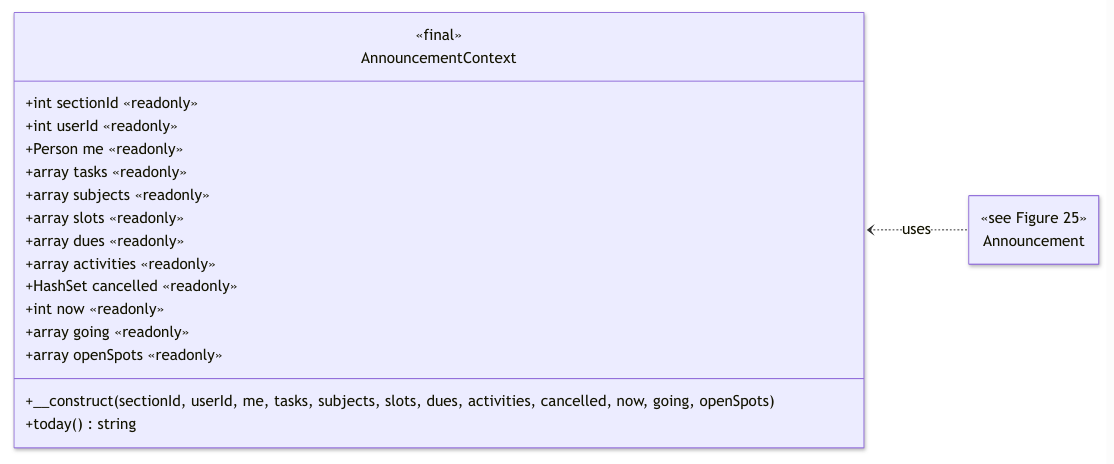 «final»
AnnouncementContext
+int sectionId «readonly»
+int userId «readonly»
+Person me «readonly»
+array tasks «readonly»
+array subjects «readonly»
+array slots «readonly»
+array dues «readonly»
+array activities «readonly»
+HashSet cancelled «readonly»
+int now «readonly»
+array going «readonly»
+array openSpots «readonly»
+__construct(sectionId, userId, me, tasks, subjects, slots, dues, activities, cancelled, now, going, openSpots)
+today() : string
uses
«see Figure 25»
Announcement